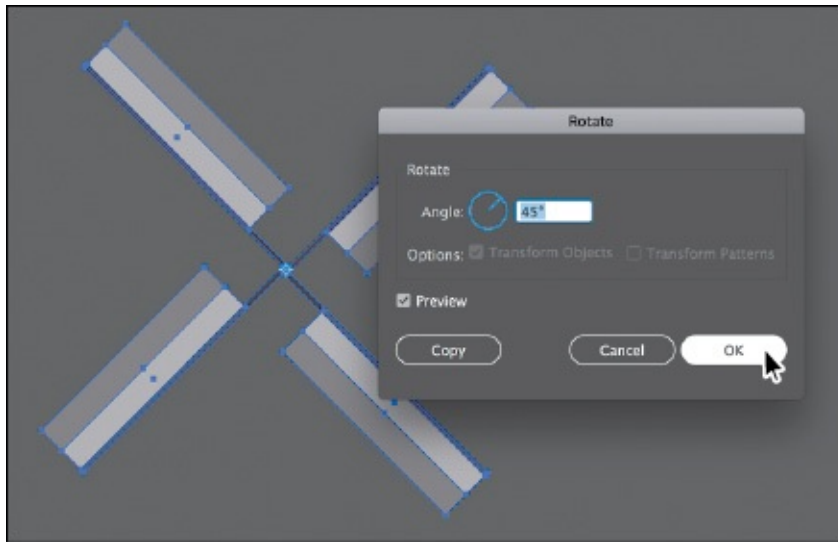 Rotate
Rotate
Angle: 45°
Options: Transform Objects Transform Patterns
Preview
Copy Cancel OK